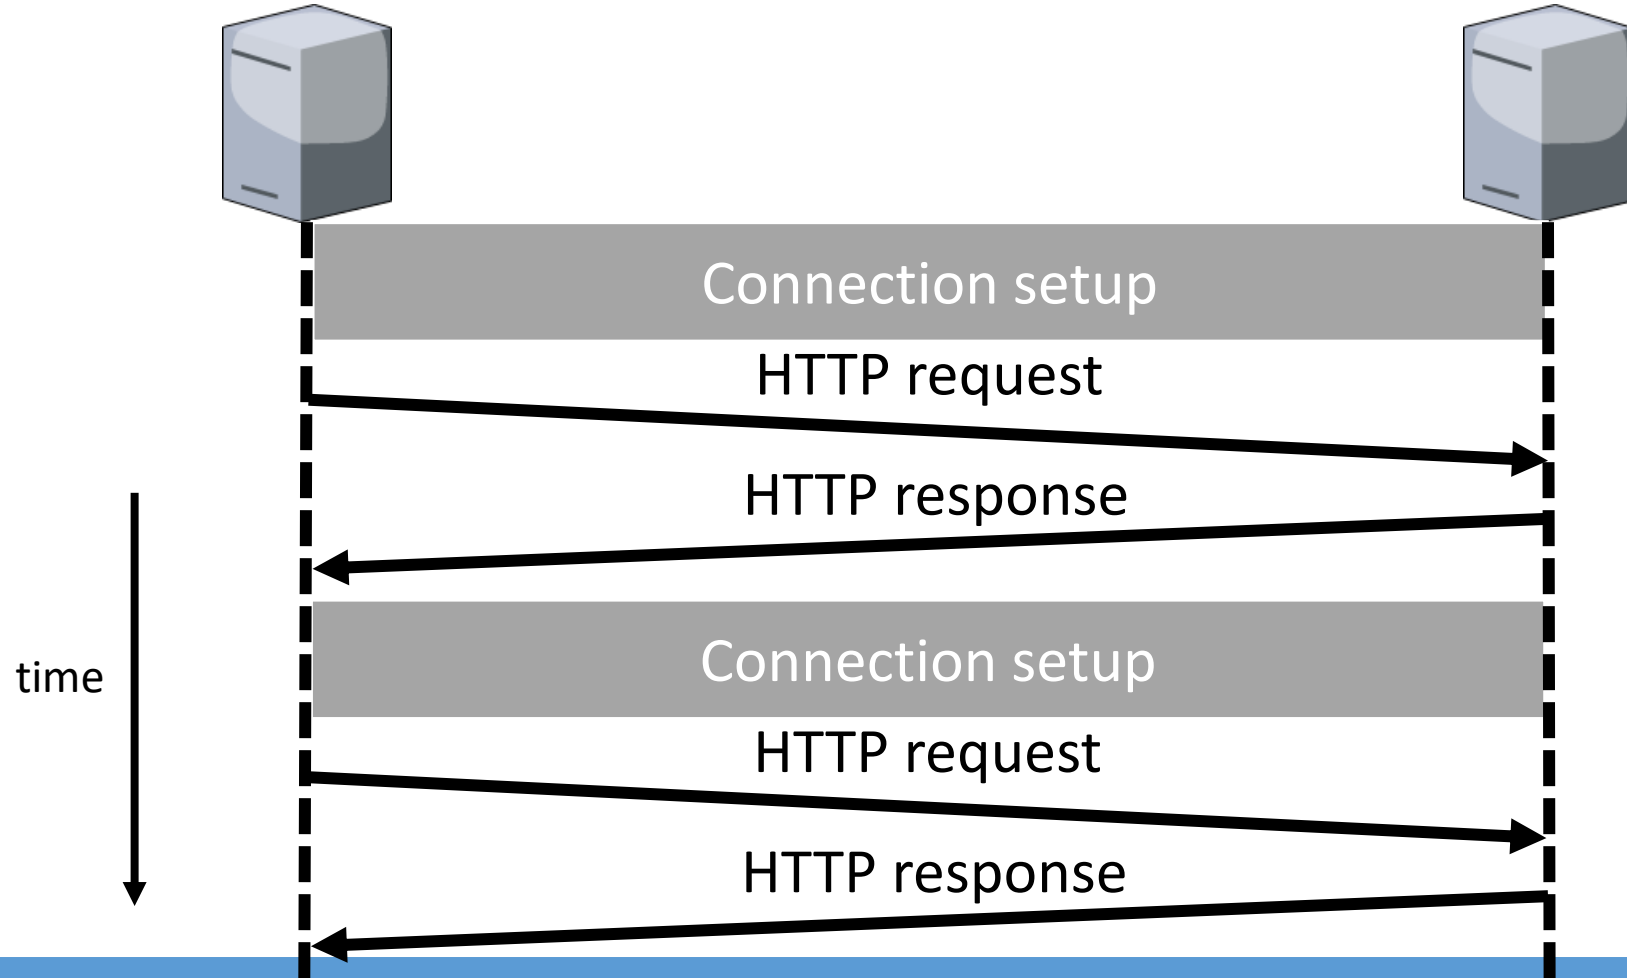 Connection setup
HTTP request
HTTP response
Connection setup
time
HTTP request
HTTP response